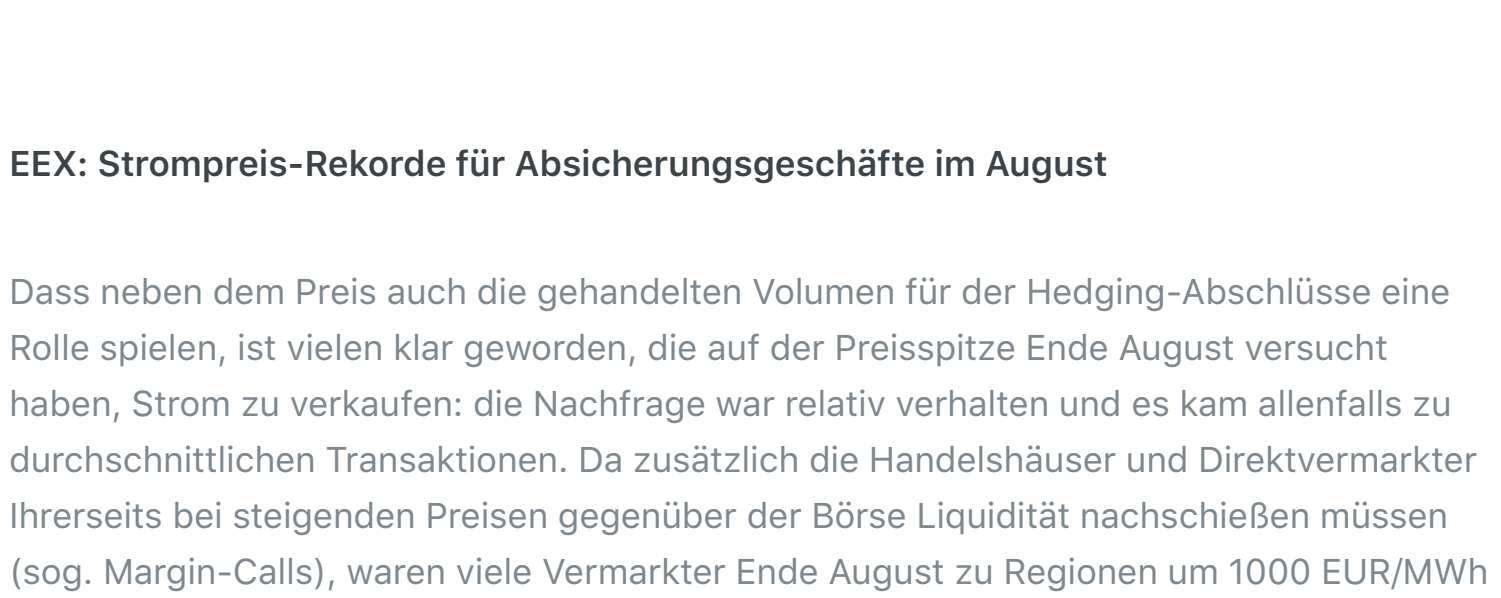 EEX: Strompreis-Rekorde für Absicherungsgeschäfte im August
Dass neben dem Preis auch die gehandelten Volumen für der Hedging-Abschlüsse eine
Rolle spielen, ist vielen klar geworden, die auf der Preisspitze Ende August versucht
haben, Strom zu verkaufen: die Nachfrage war relativ verhalten und es kam allenfalls zu
durchschnittlichen Transaktionen. Da zusätzlich die Handelshäuser und Direktvermarkter
Ihrerseits bei steigenden Preisen gegenüber der Börse Liquidität nachschießen müssen
(sog. Margin-Calls), waren viele Vermarkter Ende August zu Regionen um 1000 EUR/MWh